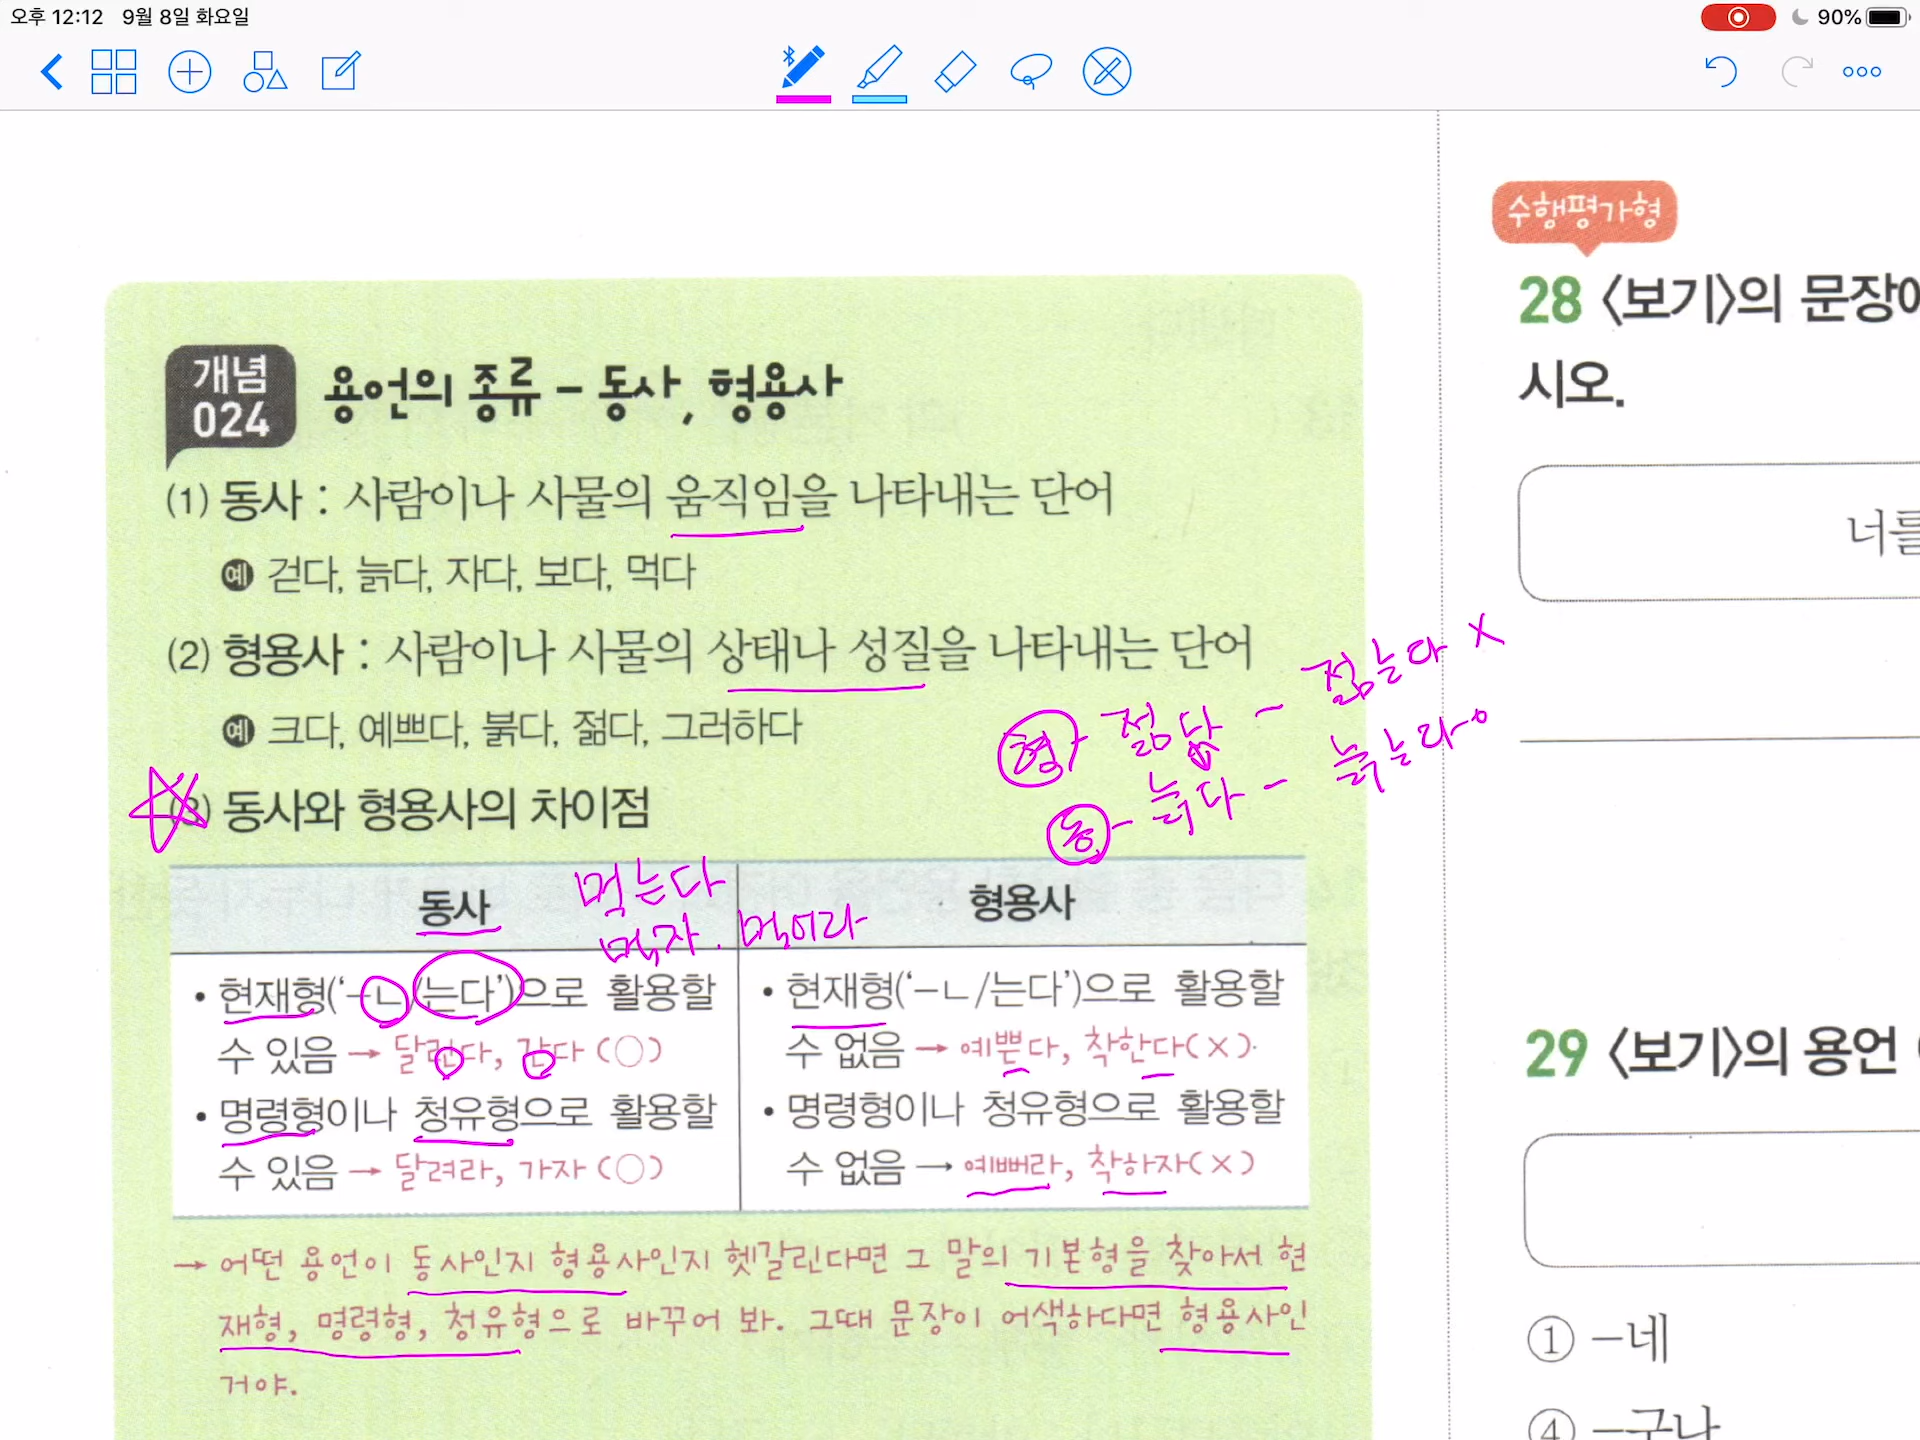 오후 12:12 9월 8일 화요일
90%
개념 024
용언의 종류 – 동사, 형용사
(1) 동사 : 사람이나 사물의 움직임을 나타내는 단어
예 걷다, 늙다, 자다, 보다, 먹다
(2) 형용사 : 사람이나 사물의 상태나 성질을 나타내는 단어
예 크다, 예쁘다, 붉다, 젊다, 그러하다
형 - 젊다 - 젊는다 X
동 - 늙다 - 늙는다 o
(3) 동사와 형용사의 차이점
먹는다
먹자. 먹어라
동사
• 현재형('–ㄴ/는다')으로 활용할
수 있음 → 달린다, 간다 (○)
• 명령형이나 청유형으로 활용할
수 있음 → 달려라, 가자 (○)
형용사
• 현재형('–ㄴ/는다')으로 활용할
수 없음 → 예쁜다, 착한다(×)
• 명령형이나 청유형으로 활용할
수 없음 → 예뻐라, 착하자(×)
→ 어떤 용언이 동사인지 형용사인지 헷갈린다면 그 말의 기본형을 찾아서 현
재형, 명령형, 청유형으로 바꾸어 봐. 그때 문장이 어색하다면 형용사인
거야.
수행평가형
28 〈보기〉의 문장에
시오.
너를
29 〈보기〉의 용언
① –네
④ –구나